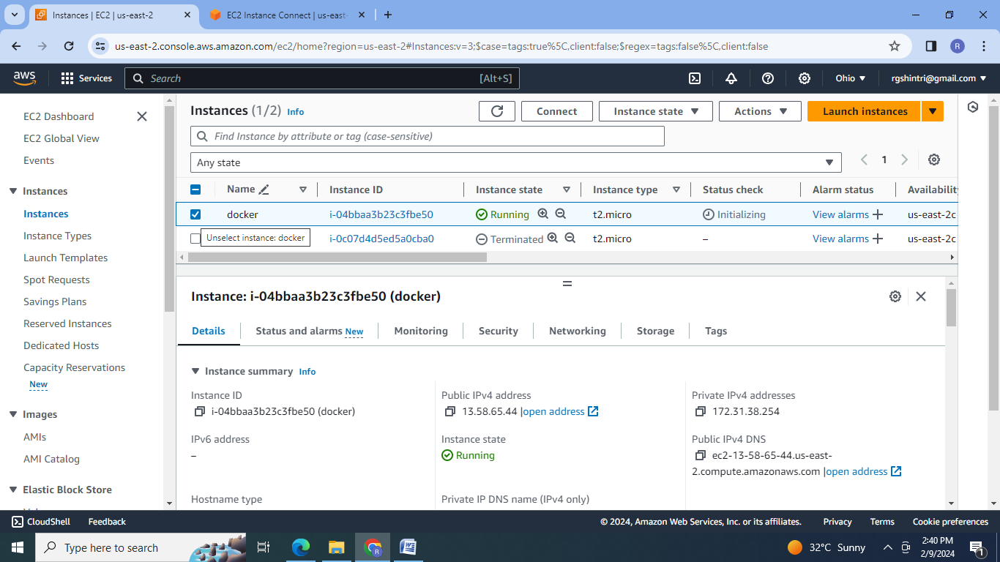 Instances | EC2 | us-east-2
EC2 Instance Connect | us-east-
us-east-2.console.aws.amazon.com/ec2/home?region=us-east-2#Instances:v=3;$case=tags:true%5C,client:false;$regex=tags:false%5C,client:false
R
aws
Services
Search
[Alt+S]
Ohio
rgshintri@gmail.com
EC2 Dashboard
EC2 Global View
Events
Instances
Instances
Instance Types
Launch Templates
Spot Requests
Savings Plans
Reserved Instances
Dedicated Hosts
Capacity Reservations
New
Images
AMIs
AMI Catalog
Elastic Block Store
Instances (1/2) Info
Connect
Instance state
Actions
Launch instances
Find Instance by attribute or tag (case-sensitive)
Any state
1
Name Instance ID Instance state Instance type Status check Alarm status Availability
docker i-04bbaa3b23c3fbe50 Running t2.micro Initializing View alarms us-east-2c
Unselect instance: docker i-0c07d4d5ed5a0cba0 Terminated t2.micro – View alarms us-east-2c
Instance: i-04bbaa3b23c3fbe50 (docker)
Details Status and alarms New Monitoring Security Networking Storage Tags
Instance summary Info
Instance ID
i-04bbaa3b23c3fbe50 (docker)
Public IPv4 address
13.58.65.44 |open address
Private IPv4 addresses
172.31.38.254
IPv6 address
–
Instance state
Running
Public IPv4 DNS
ec2-13-58-65-44.us-east-
2.compute.amazonaws.com |open address
Hostname type
Private IP DNS name (IPv4 only)
CloudShell Feedback
© 2024, Amazon Web Services, Inc. or its affiliates. Privacy Terms Cookie preferences
Type here to search
R
W
32°C Sunny
2:40 PM
2/9/2024
1